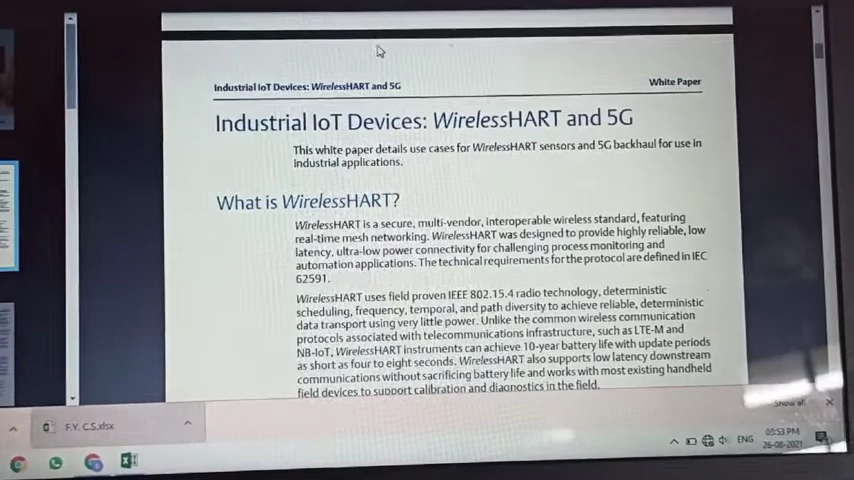 Industrial IoT Devices: WirelessHART and 5G
White Paper
Industrial IoT Devices: WirelessHART and 5G
This white paper details use cases for WirelessHART sensors and 5G backhaul for use in
industrial applications.
What is WirelessHART?
WirelessHART is a secure, multi-vendor, interoperable wireless standard, featuring
real-time mesh networking. WirelessHART was designed to provide highly reliable, low
latency, ultra-low power connectivity for challenging process monitoring and
automation applications. The technical requirements for the protocol are defined in IEC
62591.
WirelessHART uses field proven IEEE 802.15.4 radio technology, deterministic
scheduling, frequency, temporal, and path diversity to achieve reliable, deterministic
data transport using very little power. Unlike the common wireless communication
protocols associated with telecommunications infrastructure, such as LTE-M and
NB-IoT, WirelessHART instruments can achieve 10-year battery life with update periods
as short as four to eight seconds. WirelessHART also supports low latency downstream
communications without sacrificing battery life and works with most existing handheld
field devices to support calibration and diagnostics in the field.
F.Y. C.S.xlsx
Show all
ENG
03:53 PM
26-08-2021